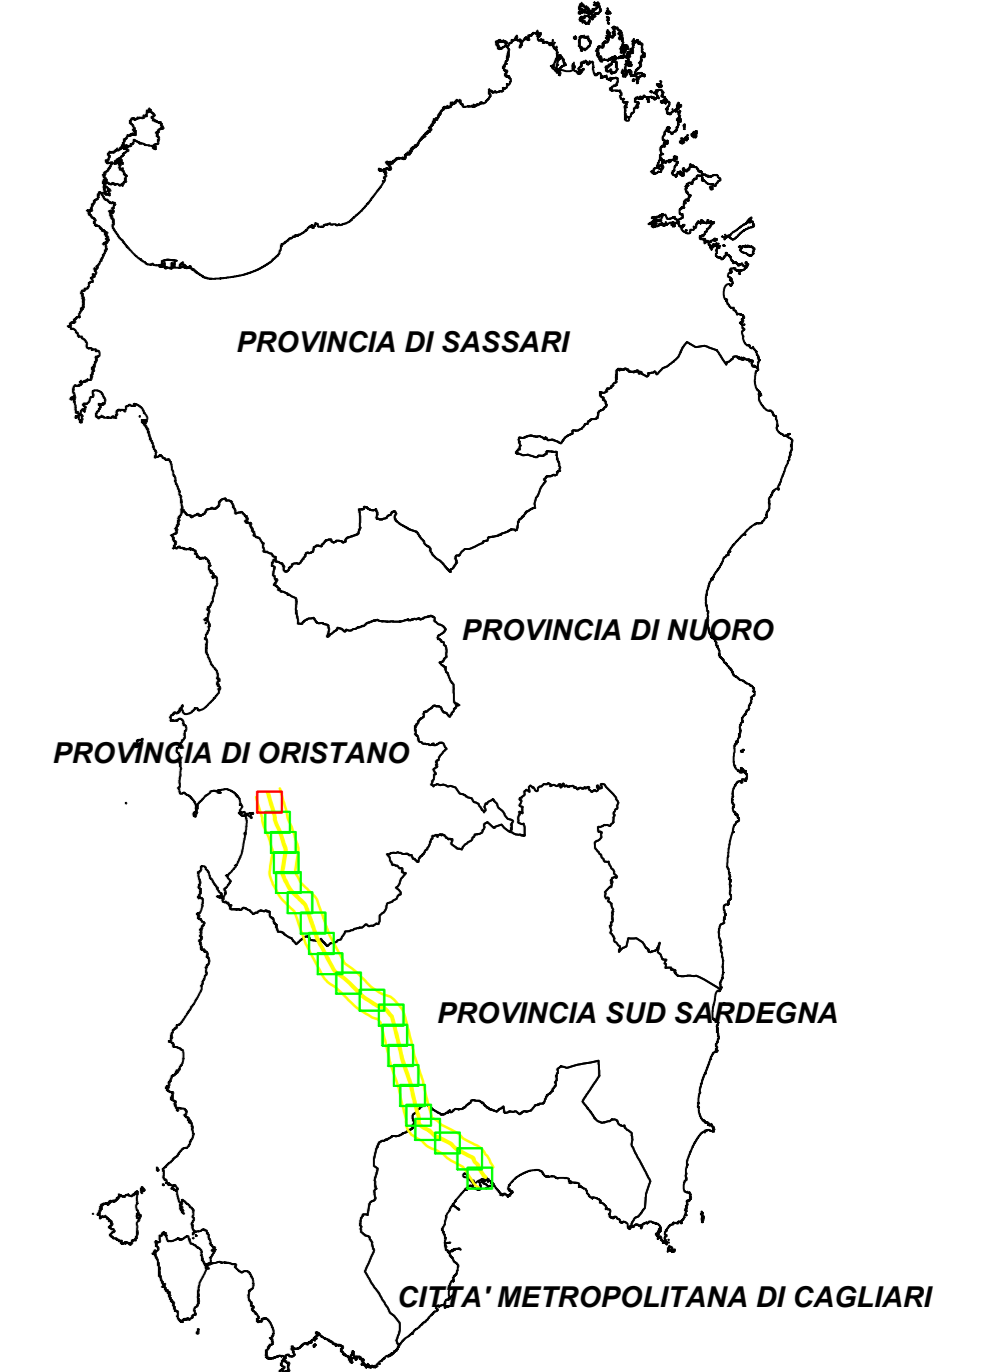 PROVINCIA DI SASSARI
PROVINCIA DI NUORO
PROVINCIA DI ORISTANO
PROVINCIA SUD SARDEGNA
CITTA' METROPOLITANA DI CAGLIARI